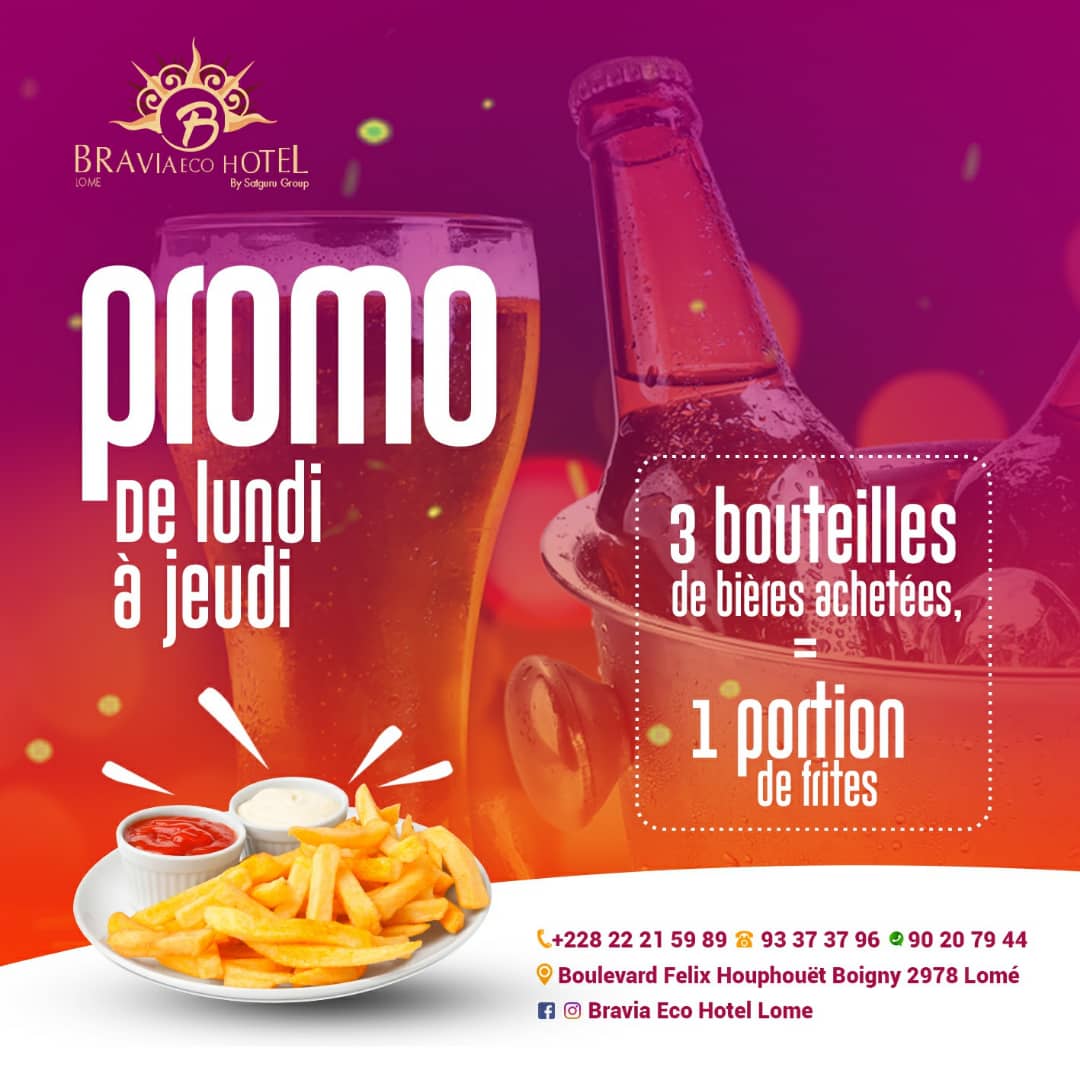 B
BRAVIA ECO HOTEL
LOME By Satguru Group
promo
De lundi
à jeudi
3 bouteilles
de bières achetées,
=
1 portion
de frites
+228 22 21 59 89 93 37 37 96 90 20 79 44
Boulevard Felix Houphouët Boigny 2978 Lomé
Bravia Eco Hotel Lome